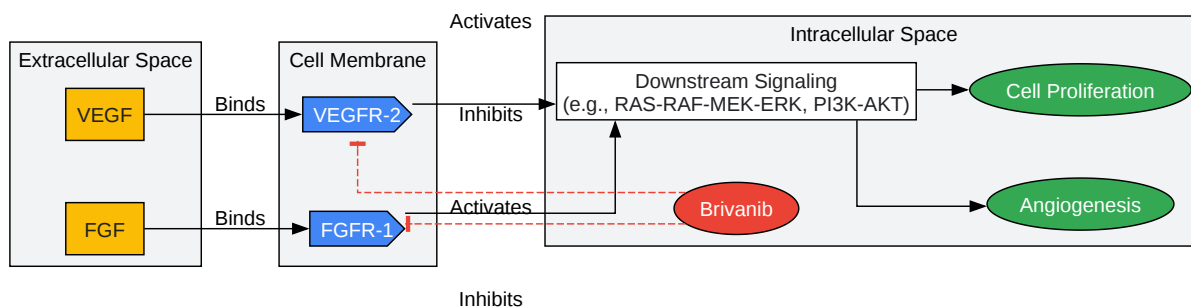 Activates
Extracellular Space
Cell Membrane
Intracellular Space
VEGF
Binds
VEGFR-2
Inhibits
Downstream Signaling
(e.g., RAS-RAF-MEK-ERK, PI3K-AKT)
Cell Proliferation
FGF
Binds
FGFR-1
Activates
Brivanib
Angiogenesis
Inhibits